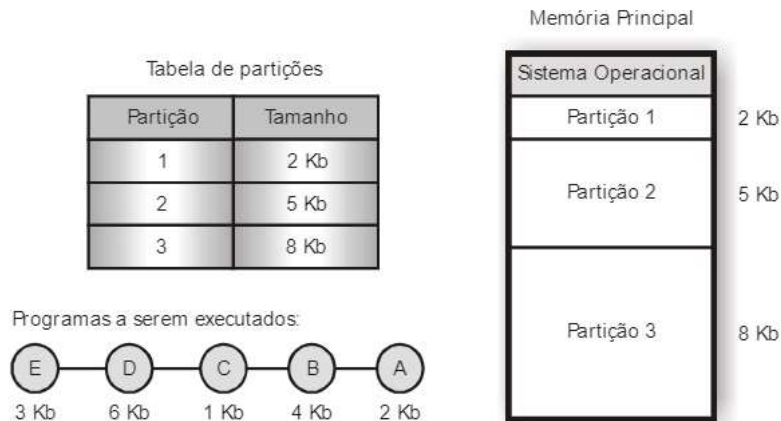 Memória Principal
Tabela de partições
Partição Tamanho
1 2 Kb
2 5 Kb
3 8 Kb
Sistema Operacional
Partição 1 2 Kb
Partição 2 5 Kb
Partição 3 8 Kb
Programas a serem executados:
E D C B A
3 Kb 6 Kb 1 Kb 4 Kb 2 Kb